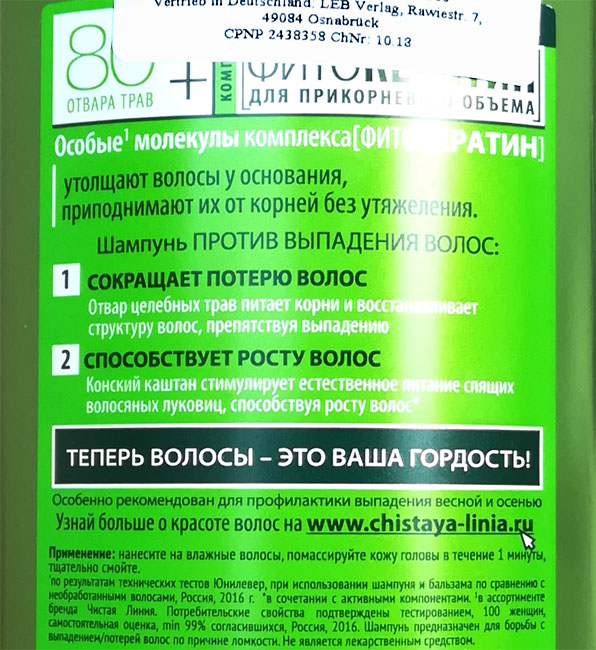 Vertrieb in Deutschland: LEB Verlag, Rawiestr. 7,
49084 Osnabrück
CPNP 2438358 ChNr: 10.13
80
ОТВАРА ТРАВ
+
ДЛЯ ПРИКОРНЕВОГО ОБЪЕМА
Особые¹ молекулы комплекса[ФИТОКЕРАТИН]
утолщают волосы у основания,
приподнимают их от корней без утяжеления.
Шампунь ПРОТИВ ВЫПАДЕНИЯ ВОЛОС:
1 СОКРАЩАЕТ ПОТЕРЮ ВОЛОС
Отвар целебных трав питает корни и восстанавливает
структуру волос, препятствуя выпадению
2 СПОСОБСТВУЕТ РОСТУ ВОЛОС
Конский каштан стимулирует естественное питание спящих
волосяных луковиц, способствуя росту волос*
ТЕПЕРЬ ВОЛОСЫ – ЭТО ВАША ГОРДОСТЬ!
Особенно рекомендован для профилактики выпадения весной и осенью
Узнай больше о красоте волос на www.chistaya-linia.ru
Применение: нанесите на влажные волосы, помассируйте кожу головы в течение 1 минуты,
тщательно смойте.
¹по результатам технических тестов Юнилевер, при использовании шампуня и бальзама по сравнению с
необработанными волосами, Россия, 2016 г. *в сочетании с активными компонентами. ¹в ассортименте
бренда Чистая Линия. Потребительские свойства подтверждены тестированием, 100 женщин,
самостоятельная оценка, min 99% согласившихся, Россия, 2016. Шампунь предназначен для борьбы с
выпадением/потерей волос по причине ломкости. Не является лекарственным средством.